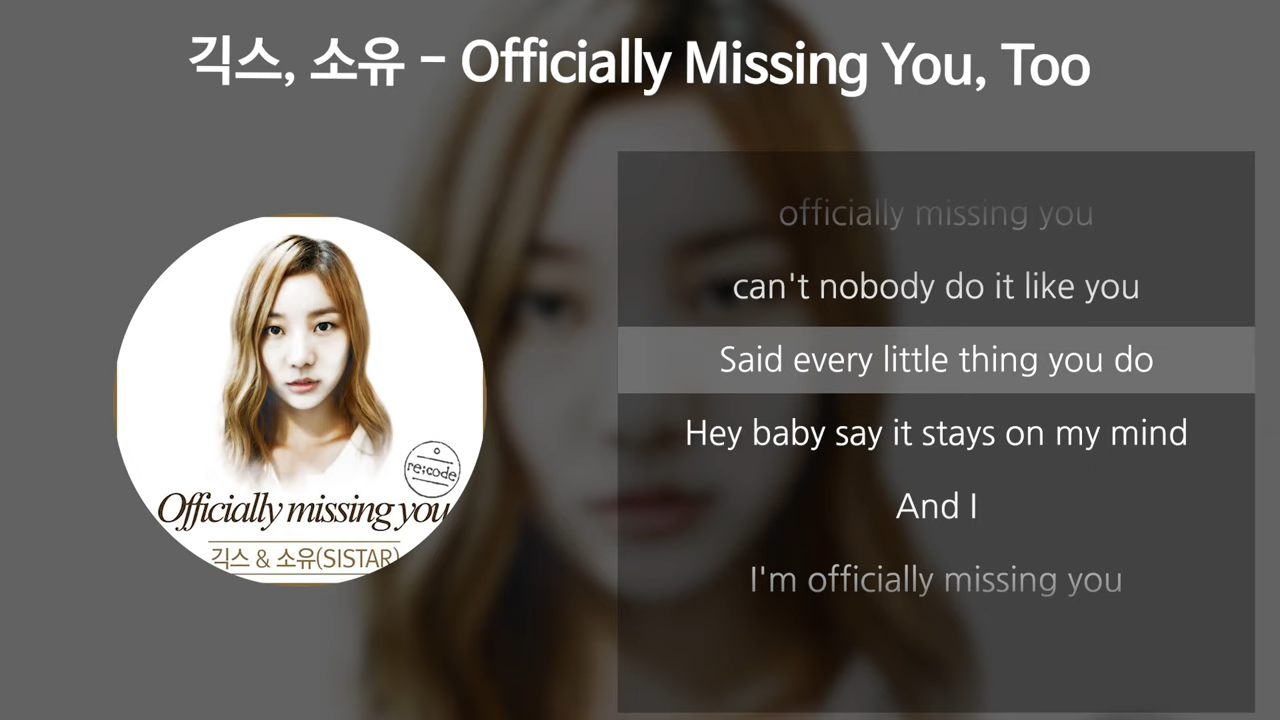 긱스, 소유 - Officially Missing You, Too
officially missing you
can't nobody do it like you
Said every little thing you do
Hey baby say it stays on my mind
And I
I'm officially missing you
re;code
Officially missing you
긱스 & 소유(SISTAR)